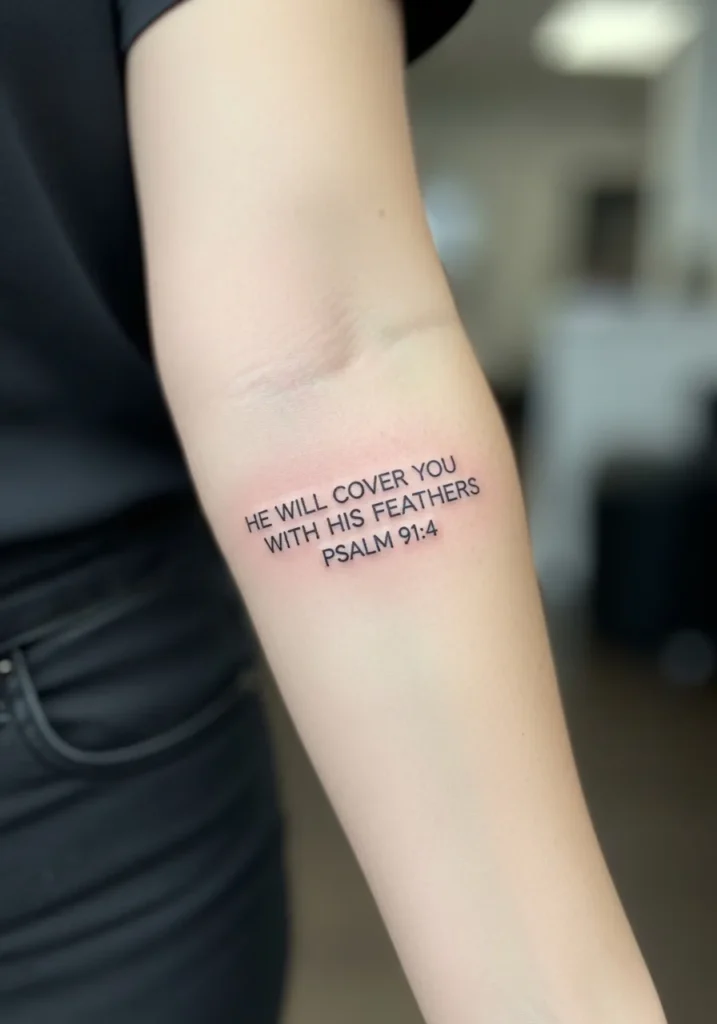 HE WILL COVER YOU
WITH HIS FEATHERS
PSALM 91:4